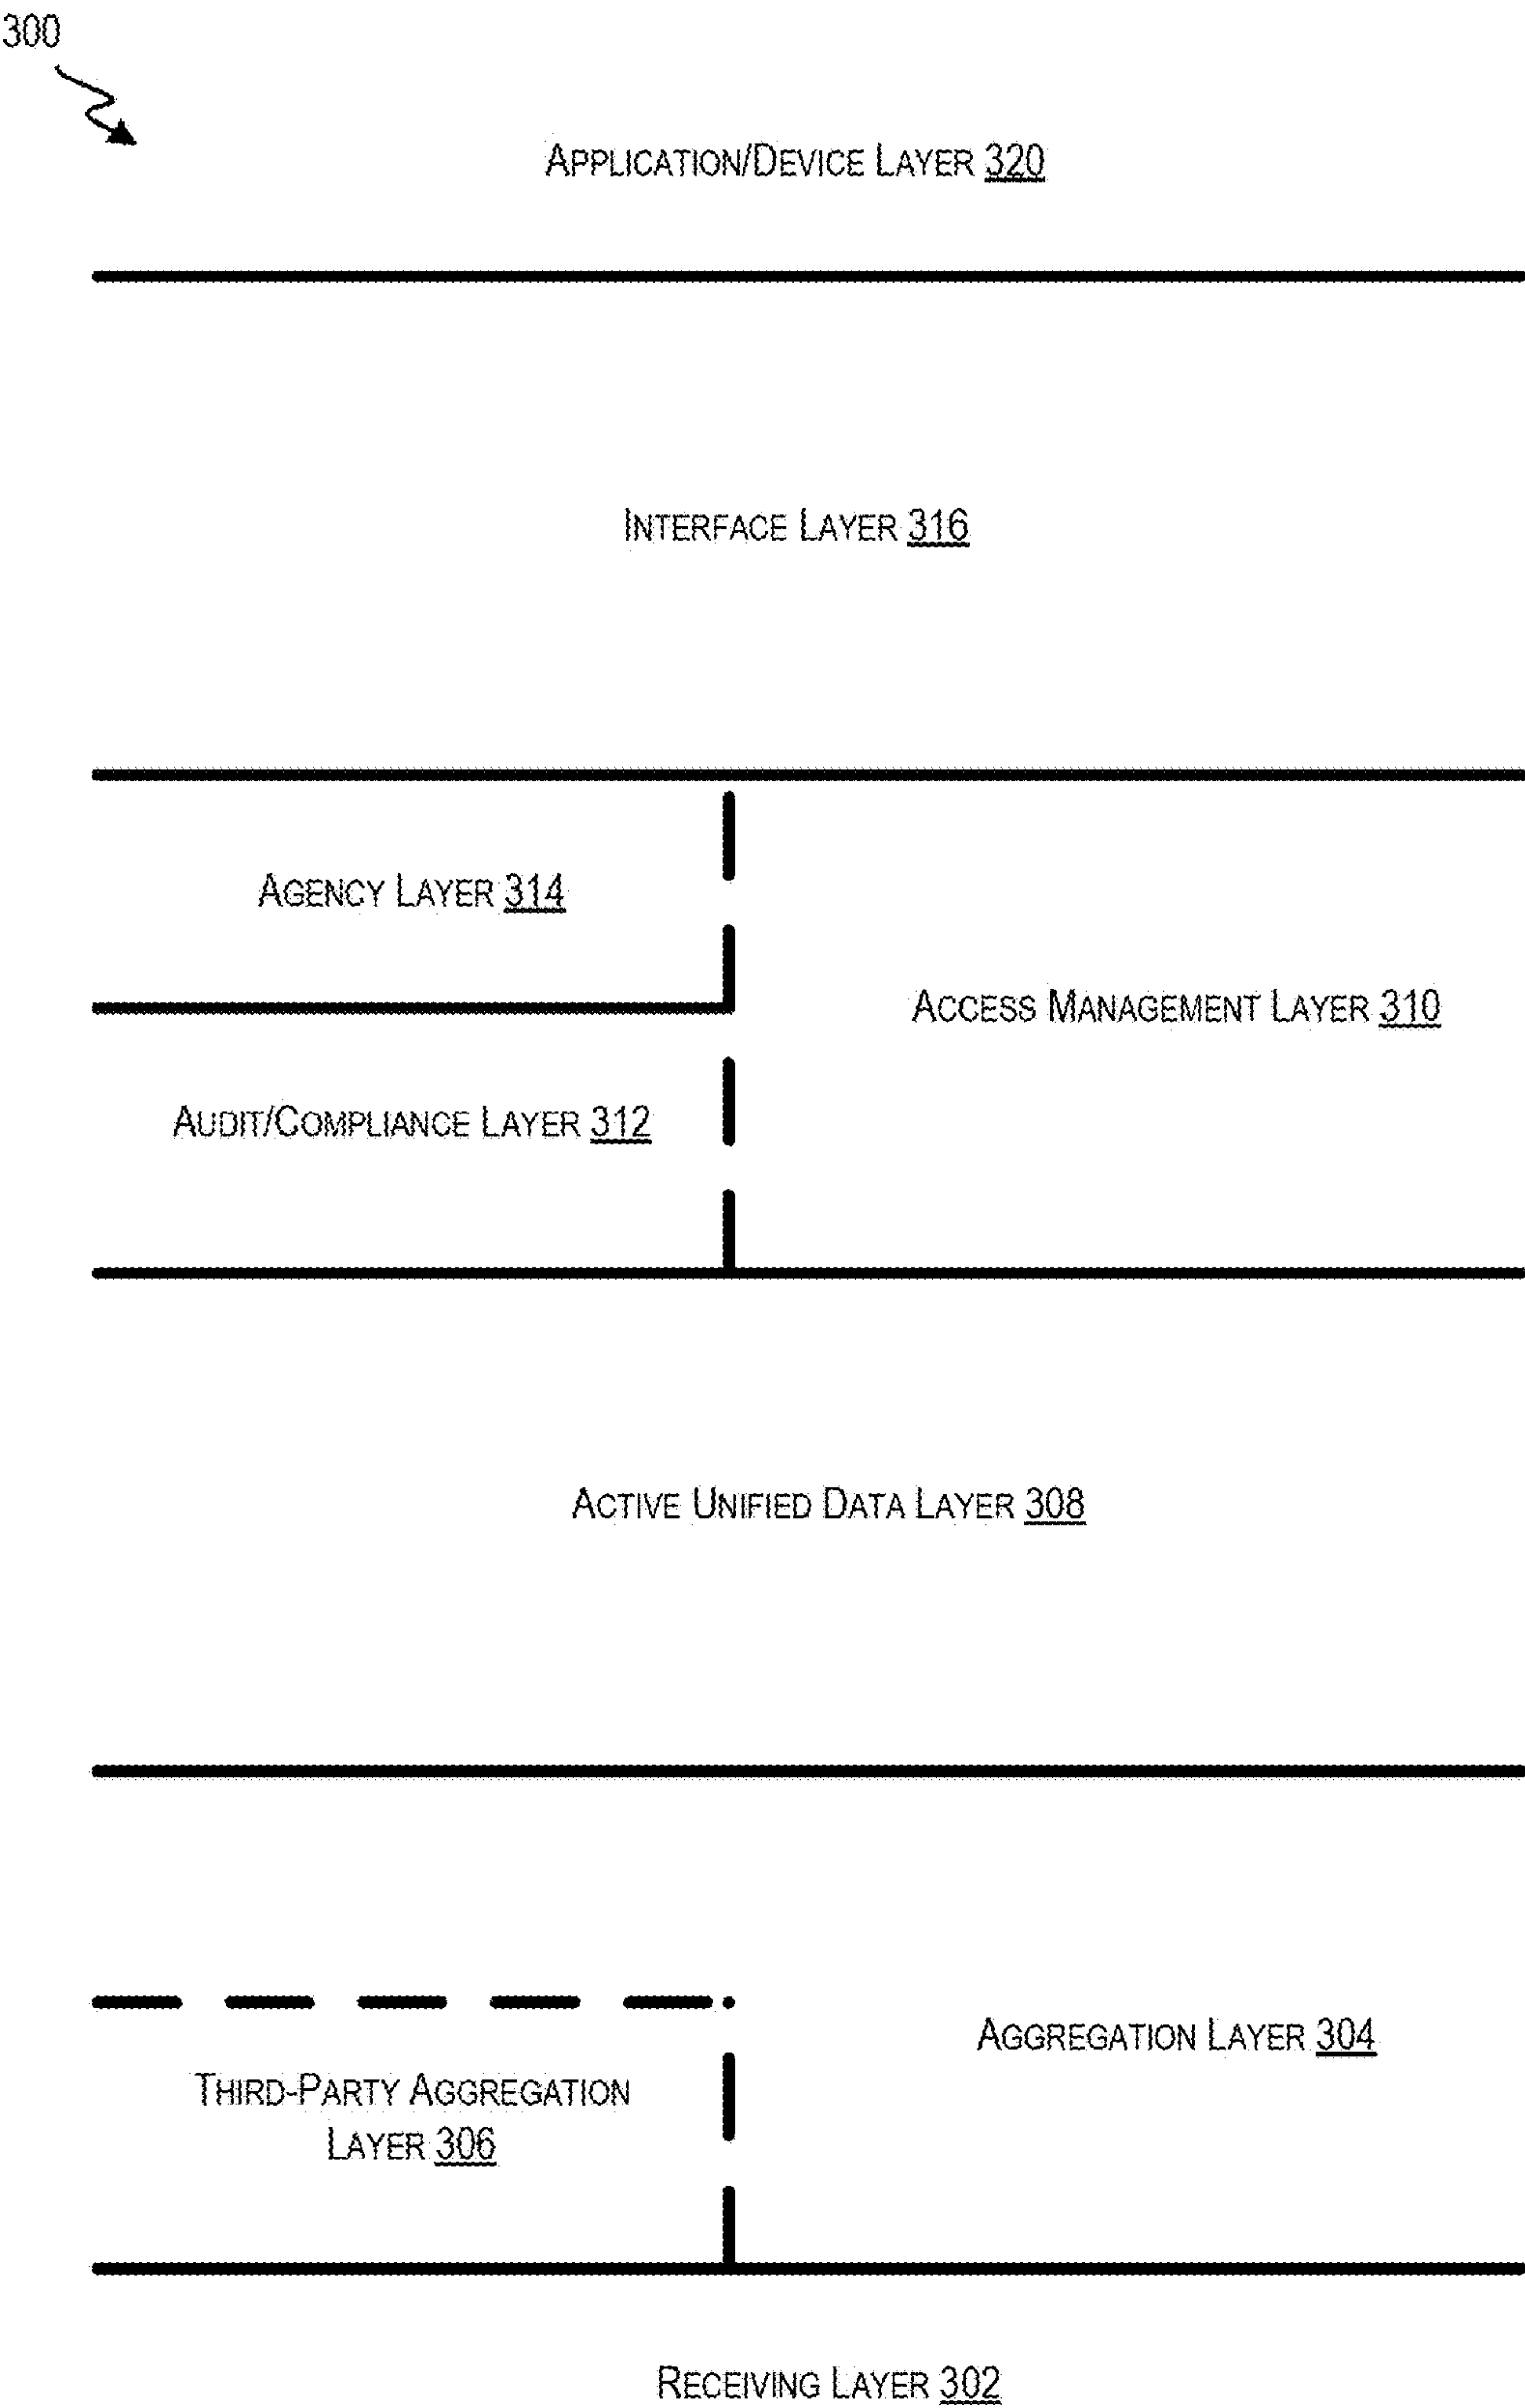 300
APPLICATION/DEVICE LAYER 320
INTERFACE LAYER 316
AGENCY LAYER 314
ACCESS MANAGEMENT LAYER 310
AUDIT/COMPLIANCE LAYER 312
ACTIVE UNIFIED DATA LAYER 308
AGGREGATION LAYER 304
THIRD-PARTY AGGREGATION
LAYER 306
RECEIVING LAYER 302